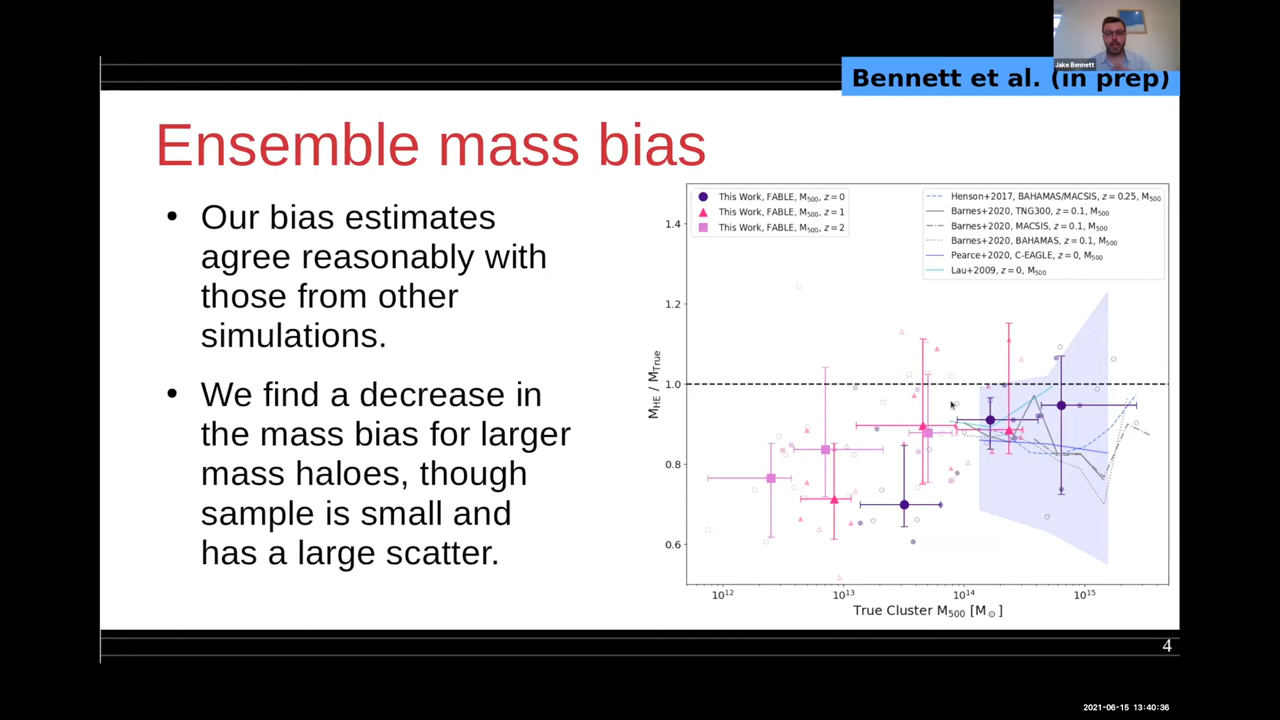 Jake Bennett
Bennett et al. (in prep)
Ensemble mass bias
• Our bias estimates
agree reasonably with
those from other
simulations.
• We find a decrease in
the mass bias for larger
mass haloes, though
sample is small and
has a large scatter.
This Work, FABLE, M₅₀₀, z = 0
This Work, FABLE, M₅₀₀, z = 1
This Work, FABLE, M₅₀₀, z = 2
Henson+2017, BAHAMAS/MACSIS, z = 0.25, M₅₀₀
Barnes+2020, TNG300, z = 0.1, M₅₀₀
Barnes+2020, MACSIS, z = 0.1, M₅₀₀
Barnes+2020, BAHAMAS, z = 0.1, M₅₀₀
Pearce+2020, C-EAGLE, z = 0, M₅₀₀
Lau+2009, z = 0, M₅₀₀
M_HE / M_True
1.4
1.2
1.0
0.8
0.6
10¹² 10¹³ 10¹⁴ 10¹⁵
True Cluster M₅₀₀ [M☉]
4
2021-06-15 13:40:36